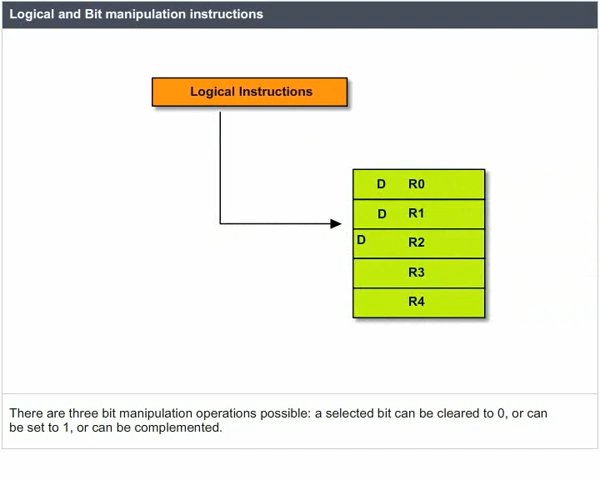 Logical and Bit manipulation instructions
Logical Instructions
D R0
D R1
D R2
R3
R4
There are three bit manipulation operations possible: a selected bit can be cleared to 0, or can
be set to 1, or can be complemented.